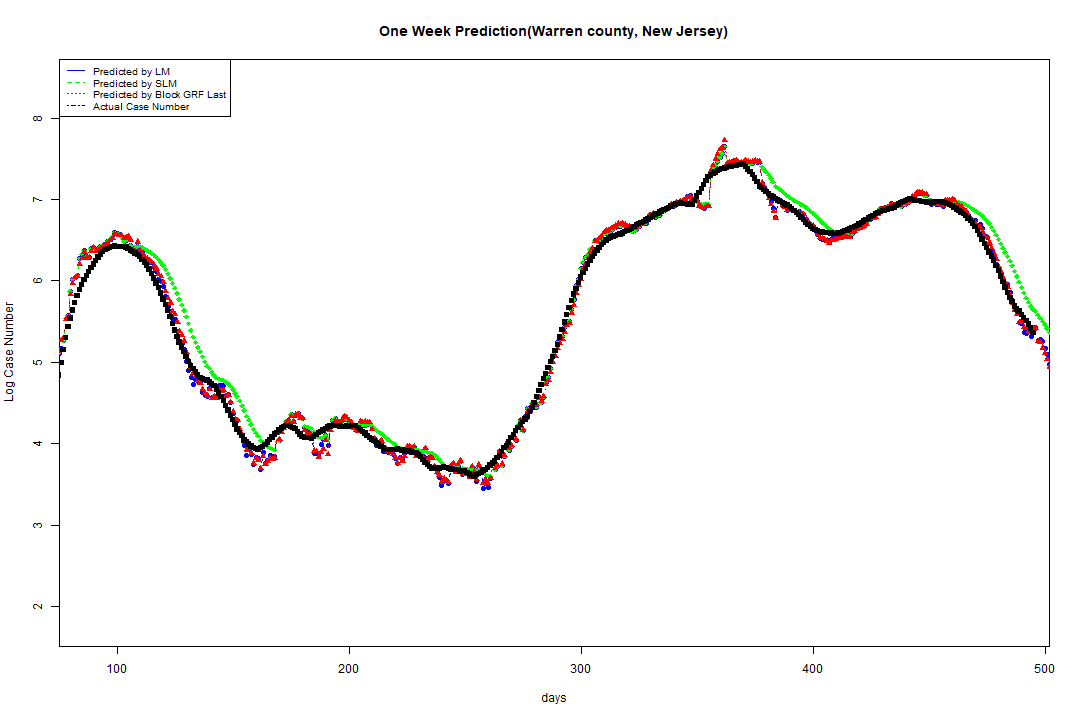 One Week Prediction(Warren county, New Jersey)
Predicted by LM
Predicted by SLM
Predicted by Block GRF Last
Actual Case Number
8
7
6
5
4
3
2
Log Case Number
100 200 300 400 500
days